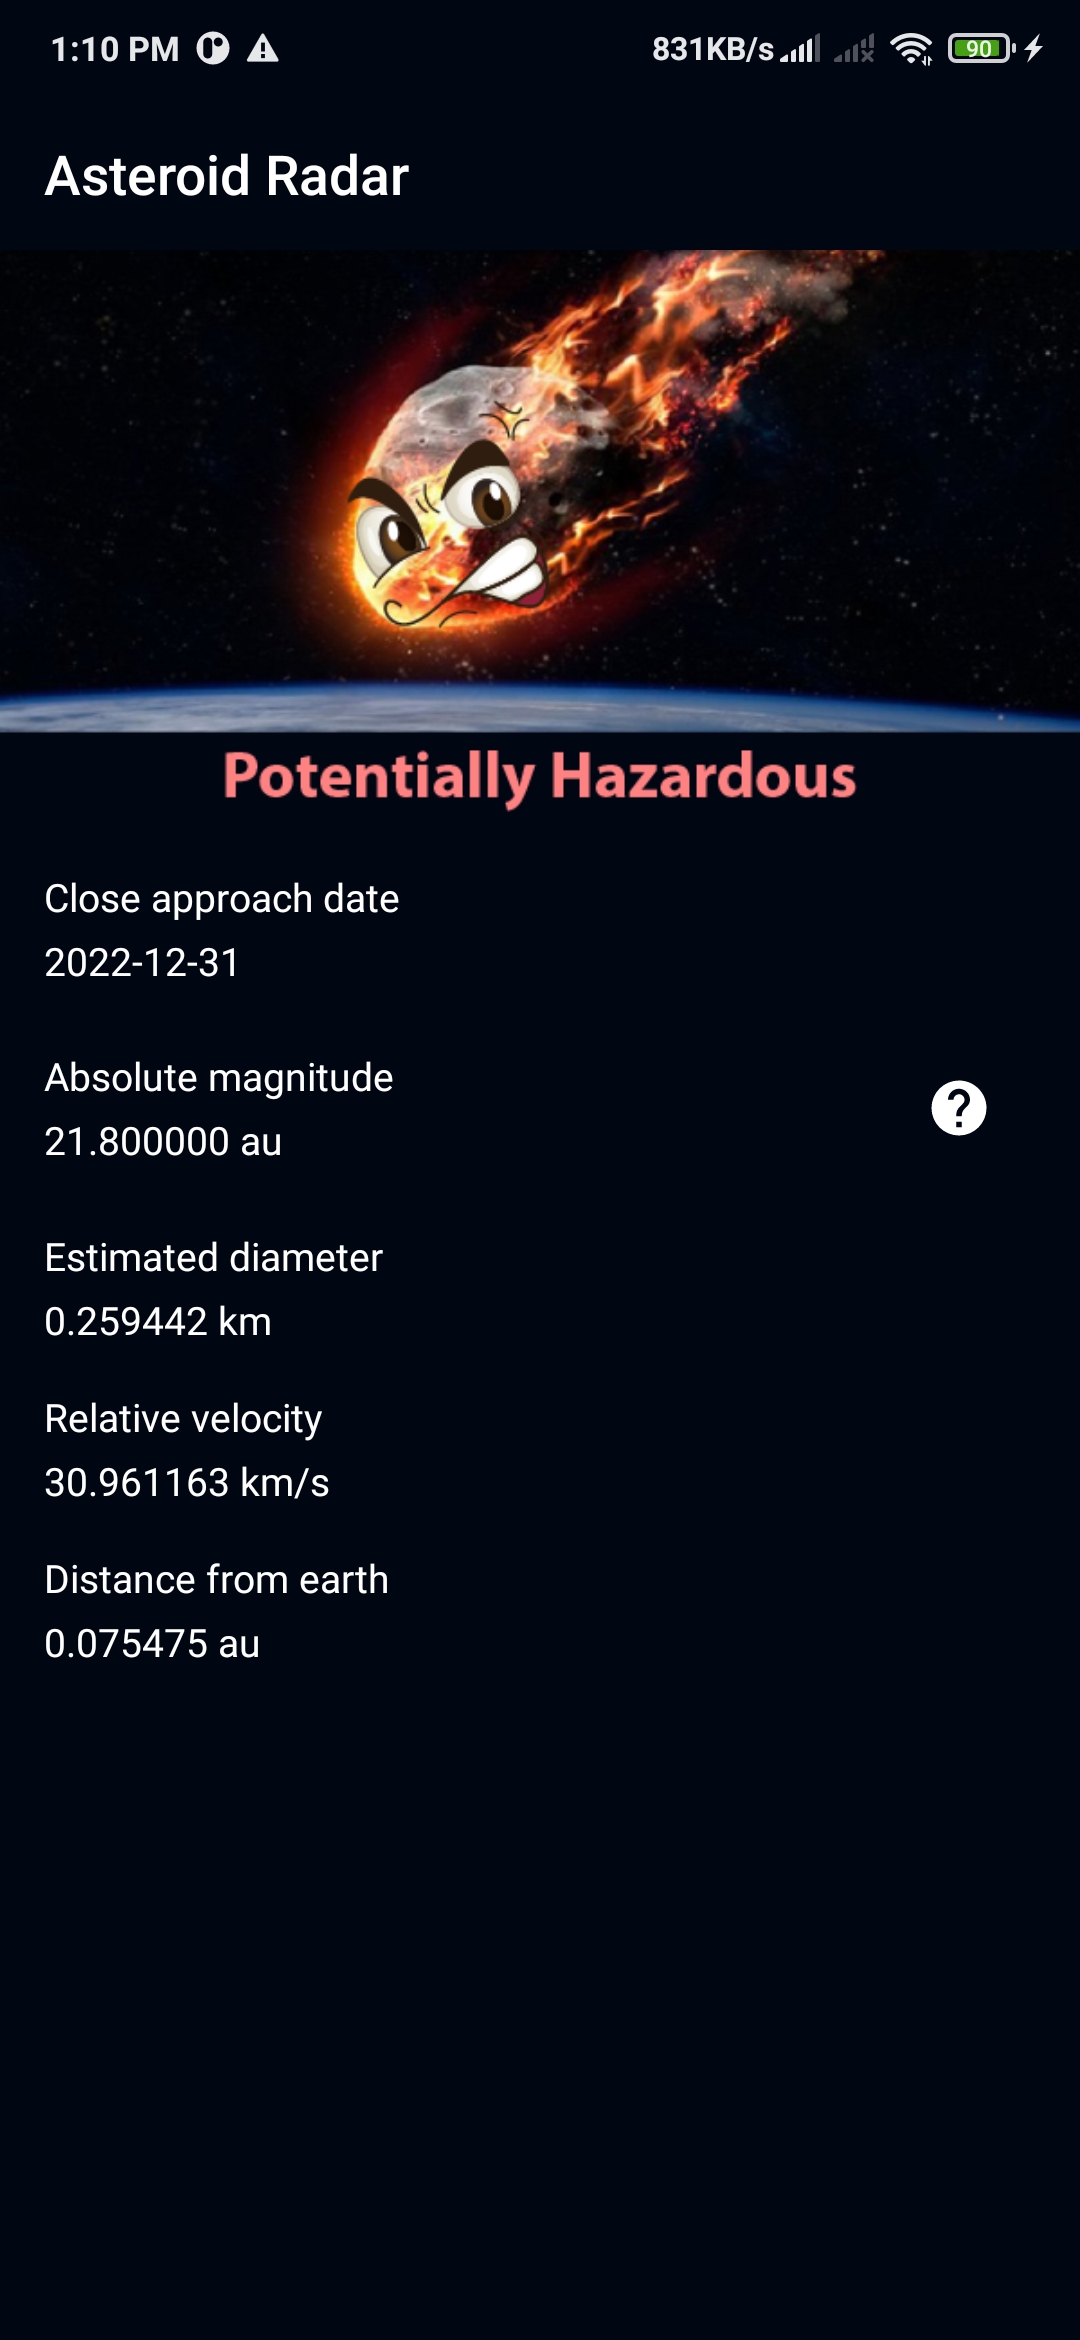 1:10 PM 831KB/s 90
Asteroid Radar
Potentially Hazardous
Close approach date
2022-12-31
Absolute magnitude
21.800000 au
?
Estimated diameter
0.259442 km
Relative velocity
30.961163 km/s
Distance from earth
0.075475 au